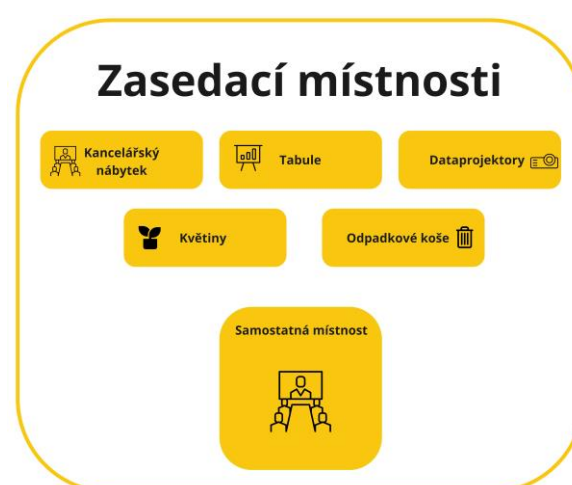 Zasedací místnosti
Kancelářský
nábytek
Tabule
Dataprojektory
Květiny
Odpadkové koše
Samostatná místnost